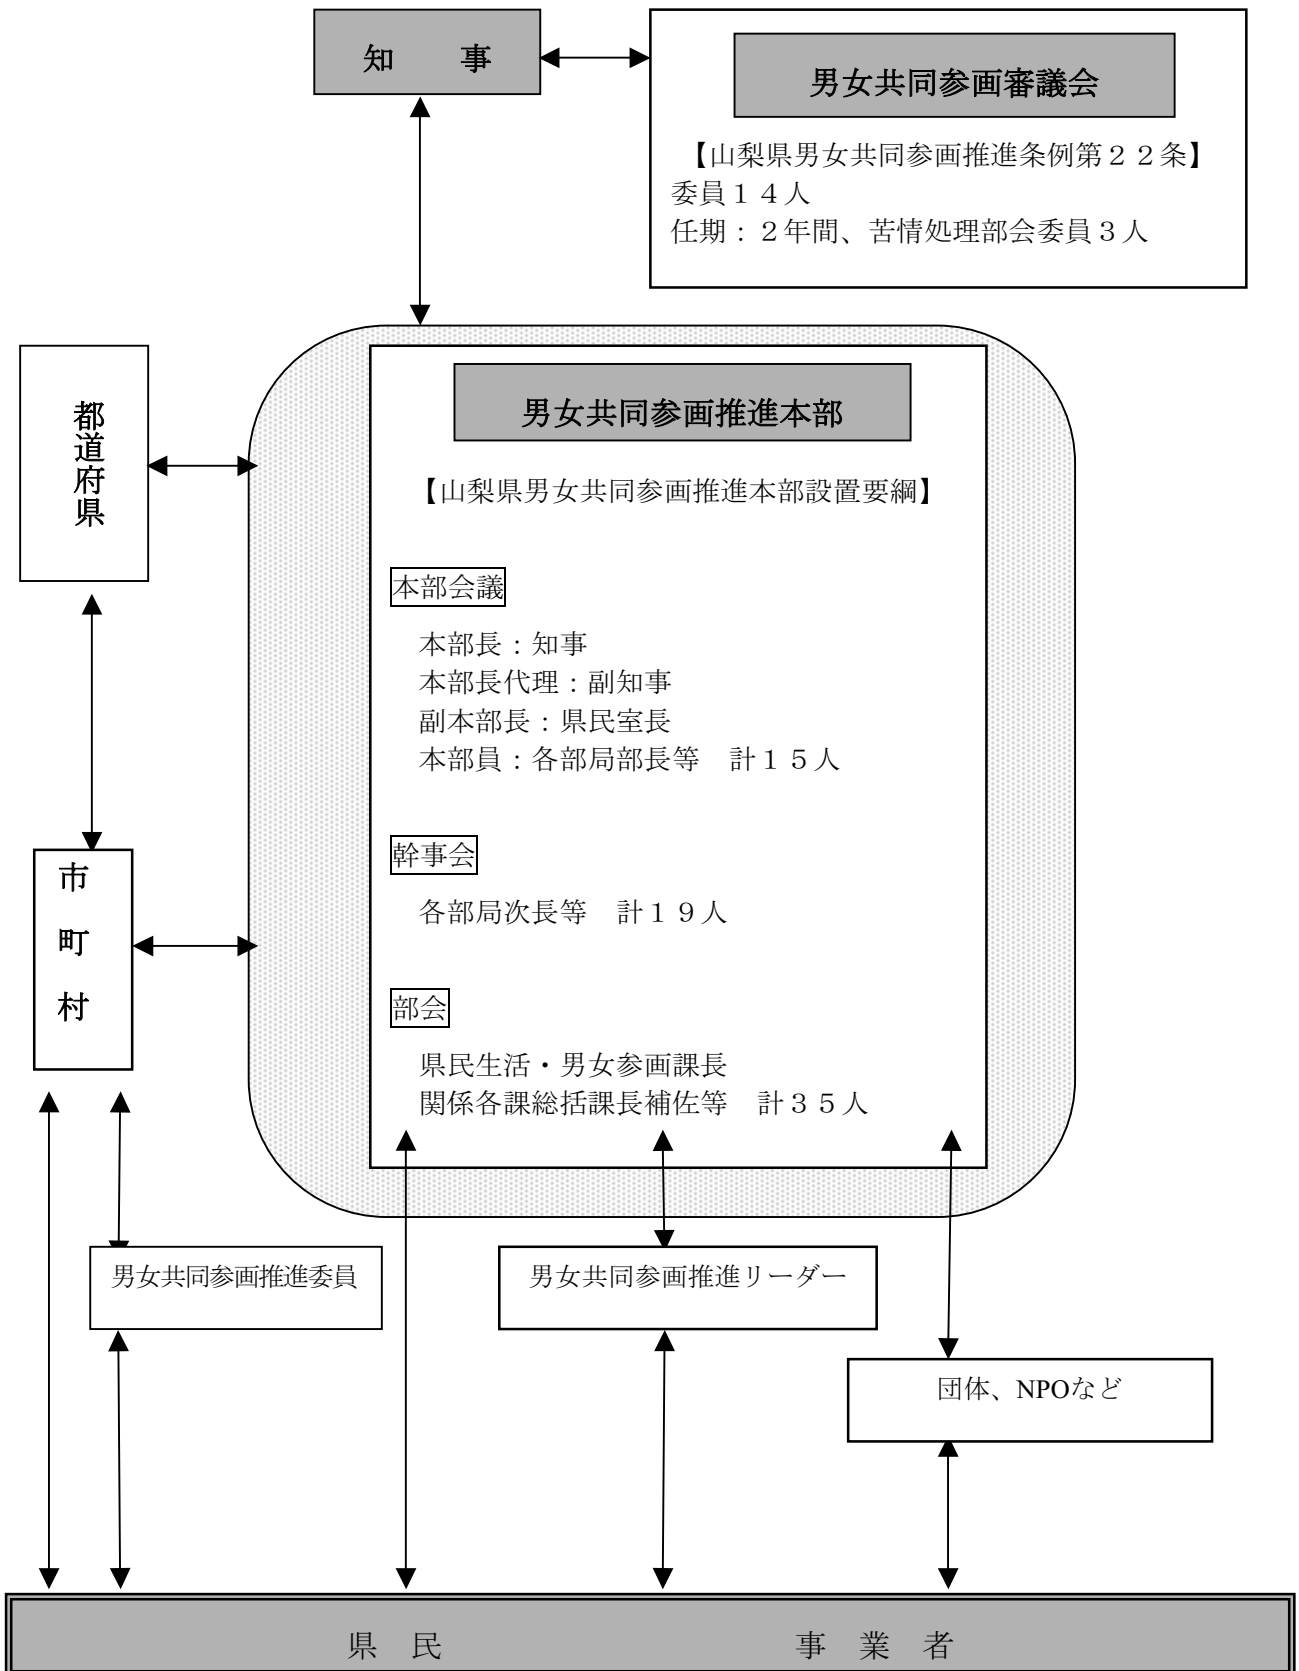 知　　事
男女共同参画審議会
【山梨県男女共同参画推進条例第２２条】
委員１４人
任期：２年間、苦情処理部会委員３人
都道府県
男女共同参画推進本部
【山梨県男女共同参画推進本部設置要綱】
本部会議
本部長：知事
本部長代理：副知事
副本部長：県民室長
本部員：各部局部長等　計１５人
市町村
幹事会
各部局次長等　計１９人
部会
県民生活・男女参画課長
関係各課総括課長補佐等　計３５人
男女共同参画推進委員
男女共同参画推進リーダー
団体、NPOなど
県　民　　　　　　　　　　　事　業　者